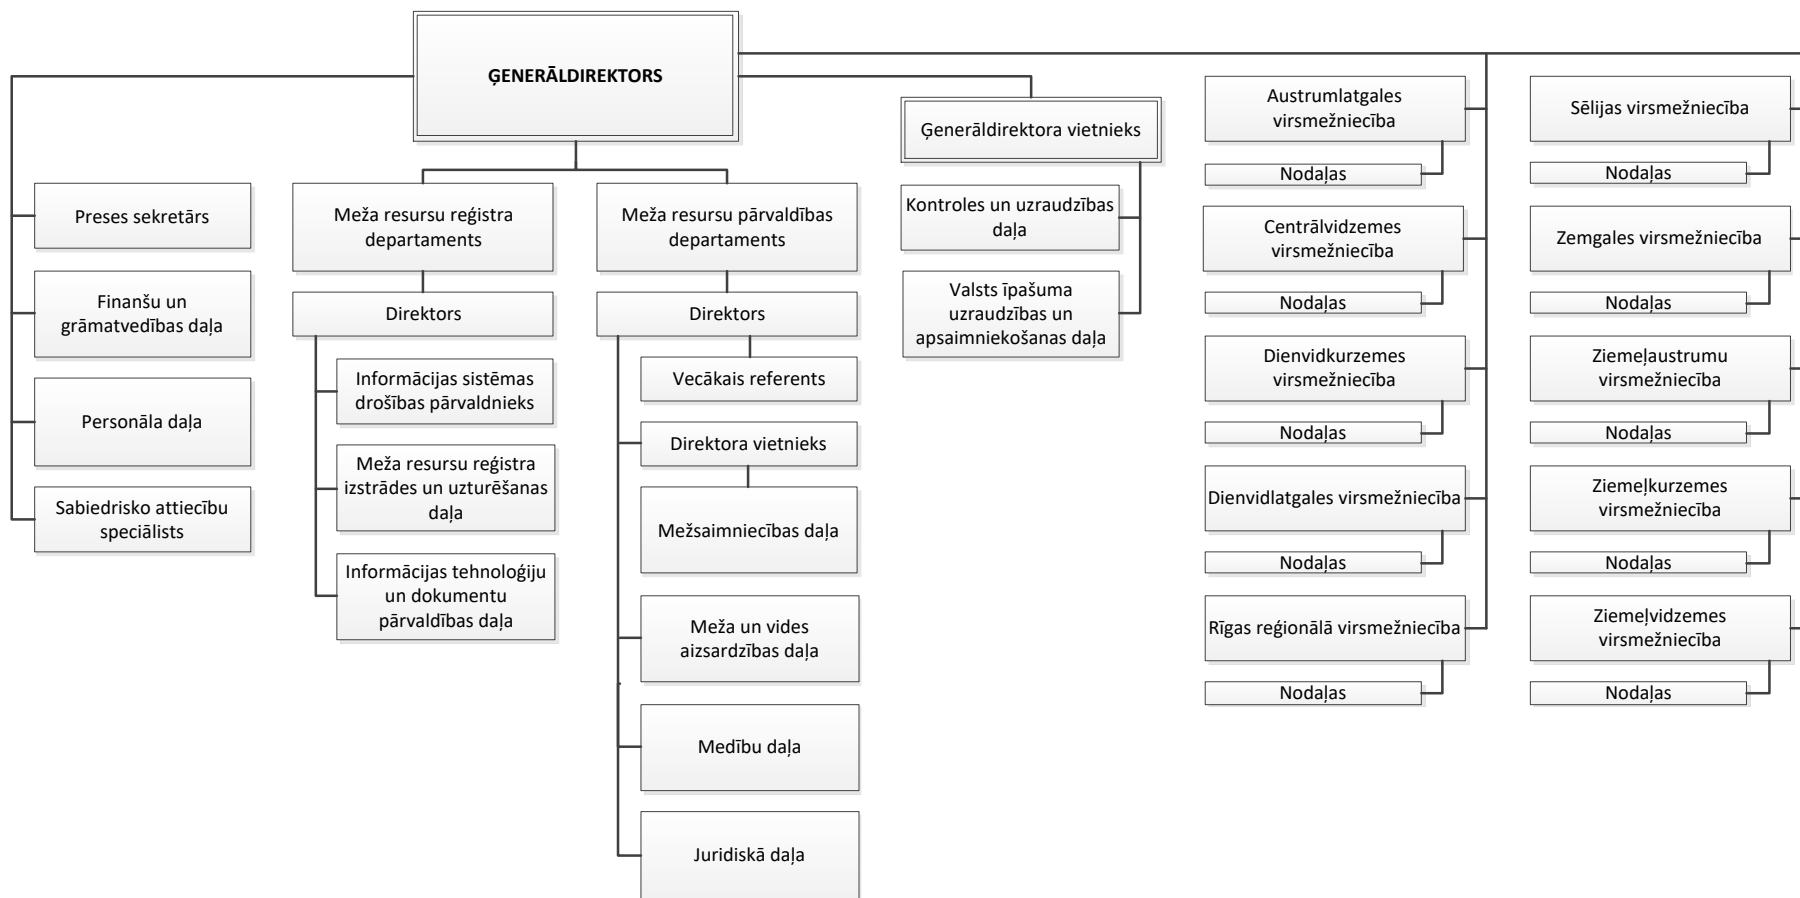 ĢENERĀLDIREKTORS
Preses sekretārs
Finanšu un
grāmatvedības daļa
Personāla daļa
Sabiedrisko attiecību
speciālists
Meža resursu reģistra
departaments
Direktors
Informācijas sistēmas
drošības pārvaldnieks
Meža resursu reģistra
izstrādes un uzturēšanas
daļa
Informācijas tehnoloģiju
un dokumentu
pārvaldības daļa
Meža resursu pārvaldības
departaments
Direktors
Vecākais referents
Direktora vietnieks
Mežsaimniecības daļa
Meža un vides
aizsardzības daļa
Medību daļa
Juridiskā daļa
Ģenerāldirektora vietnieks
Kontroles un uzraudzības
daļa
Valsts īpašuma
uzraudzības un
apsaimniekošanas daļa
Austrumlatgales
virsmežniecība
Nodaļas
Centrālvidzemes
virsmežniecība
Nodaļas
Dienvidkurzemes
virsmežniecība
Nodaļas
Dienvidlatgales virsmežniecība
Nodaļas
Rīgas reģionālā virsmežniecība
Nodaļas
Sēlijas virsmežniecība
Nodaļas
Zemgales virsmežniecība
Nodaļas
Ziemeļaustrumu
virsmežniecība
Nodaļas
Ziemeļkurzemes
virsmežniecība
Nodaļas
Ziemeļvidzemes
virsmežniecība
Nodaļas